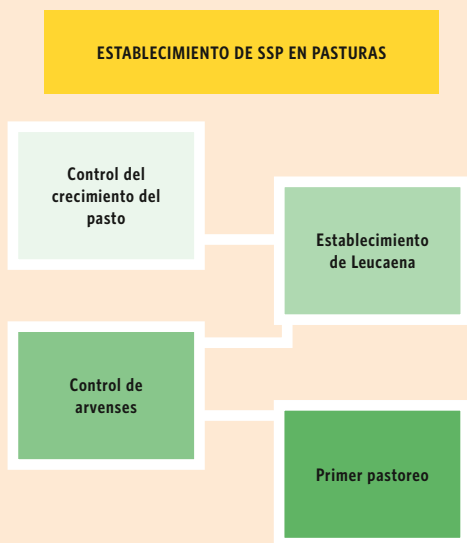 ESTABLECIMIENTO DE SSP EN PASTURAS
Control del
crecimiento del
pasto
Establecimiento
de Leucaena
Control de
arvenses
Primer pastoreo